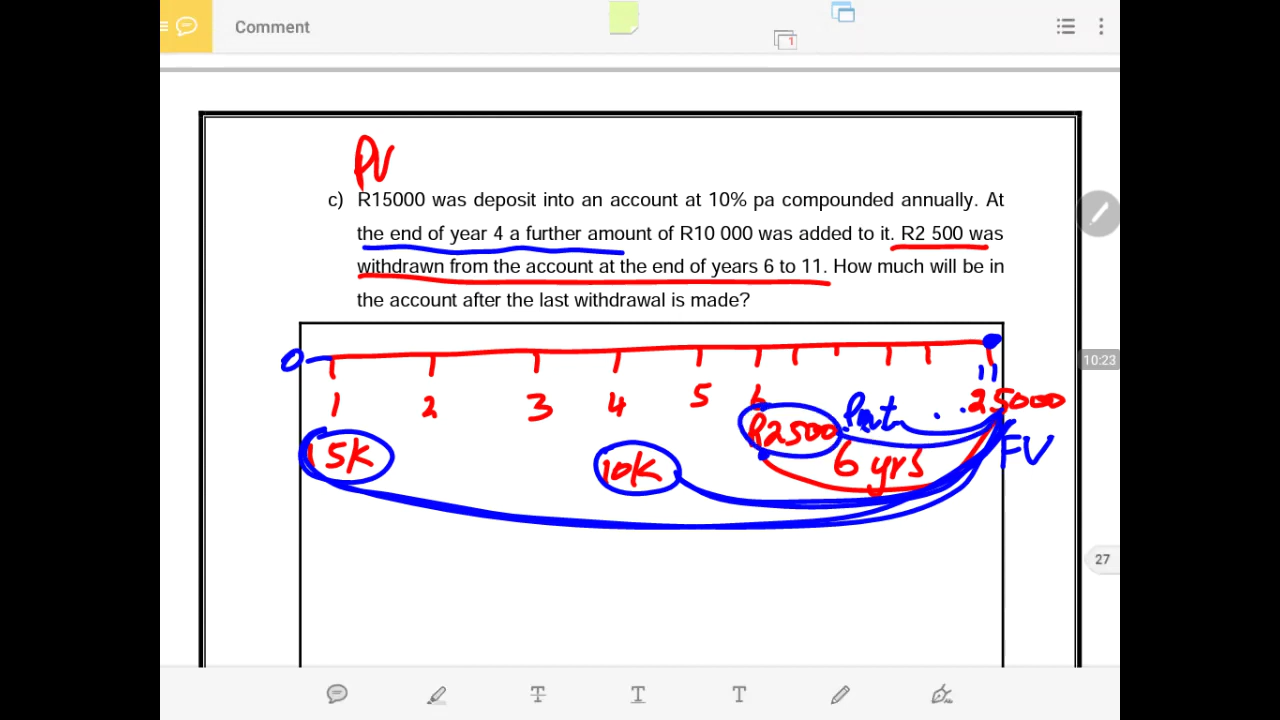 Comment
1
PV
c) R15000 was deposit into an account at 10% pa compounded annually. At
the end of year 4 a further amount of R10 000 was added to it. R2 500 was
withdrawn from the account at the end of years 6 to 11. How much will be in
the account after the last withdrawal is made?
0
10:23
1 2 3 4 5 6 11
R2500 Pmt . . 25000
15K 10K 6 yrs FV
27
T T T